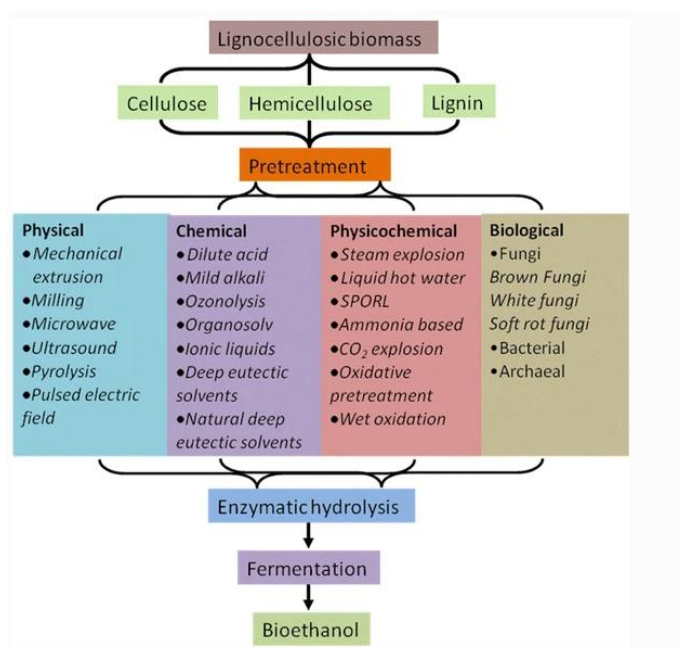 Lignocellulosic biomass
Cellulose
Hemicellulose
Lignin
Pretreatment
Physical
●Mechanical
extrusion
●Milling
●Microwave
●Ultrasound
●Pyrolysis
●Pulsed electric
field
Chemical
●Dilute acid
●Mild alkali
●Ozonolysis
●Organosolv
●Ionic liquids
●Deep eutectic
solvents
●Natural deep
eutectic solvents
Physicochemical
●Steam explosion
●Liquid hot water
●SPORL
●Ammonia based
●CO₂ explosion
●Oxidative
pretreatment
●Wet oxidation
Biological
●Fungi
Brown Fungi
White fungi
Soft rot fungi
●Bacterial
●Archaeal
Enzymatic hydrolysis
Fermentation
Bioethanol